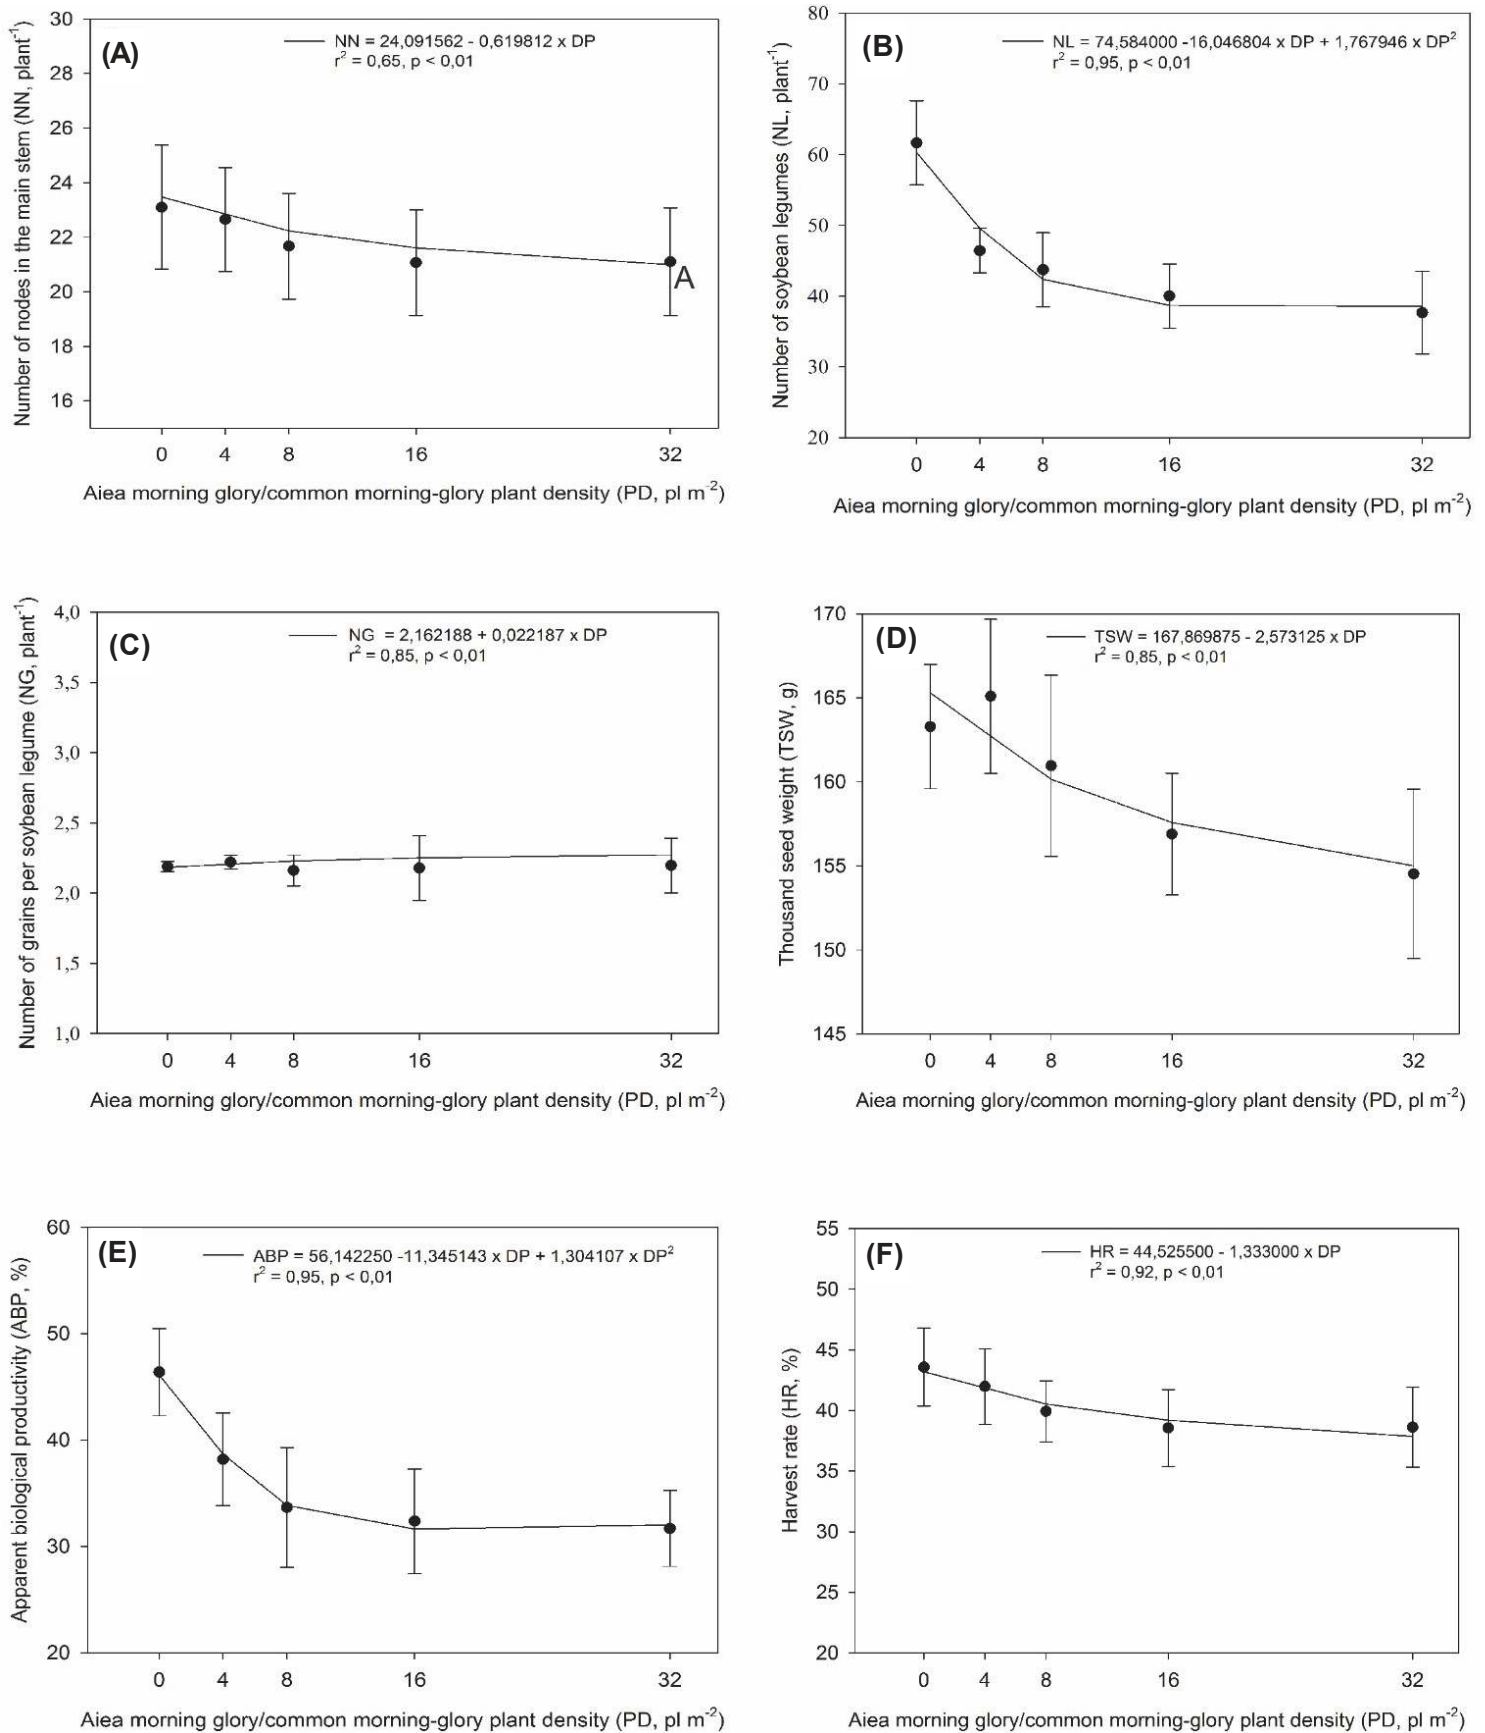 (A)
NN = 24,091562 - 0,619812 x DP
r² = 0,65, p < 0,01
Number of nodes in the main stem (NN, plant⁻¹)
30
28
26
24
22
20
18
16
A
0 4 8 16 32
Aiea morning glory/common morning-glory plant density (PD, pl m⁻²)
(B)
NL = 74,584000 -16,046804 x DP + 1,767946 x DP²
r² = 0,95, p < 0,01
Number of soybean legumes (NL, plant⁻¹)
80
70
60
50
40
30
20
0 4 8 16 32
Aiea morning glory/common morning-glory plant density (PD, pl m⁻²)
(C)
NG = 2,162188 + 0,022187 x DP
r² = 0,85, p < 0,01
Number of grains per soybean legume (NG, plant⁻¹)
4,0
3,5
3,0
2,5
2,0
1,5
1,0
0 4 8 16 32
Aiea morning glory/common morning-glory plant density (PD, pl m⁻²)
(D)
TSW = 167,869875 - 2,573125 x DP
r² = 0,85, p < 0,01
Thousand seed weight (TSW, g)
170
165
160
155
150
145
0 4 8 16 32
Aiea morning glory/common morning-glory plant density (PD, pl m⁻²)
(E)
ABP = 56,142250 -11,345143 x DP + 1,304107 x DP²
r² = 0,95, p < 0,01
Apparent biological productivity (ABP, %)
60
50
40
30
20
0 4 8 16 32
Aiea morning glory/common morning-glory plant density (PD, pl m⁻²)
(F)
HR = 44,525500 - 1,333000 x DP
r² = 0,92, p < 0,01
Harvest rate (HR, %)
55
50
45
40
35
30
25
20
0 4 8 16 32
Aiea morning glory/common morning-glory plant density (PD, pl m⁻²)